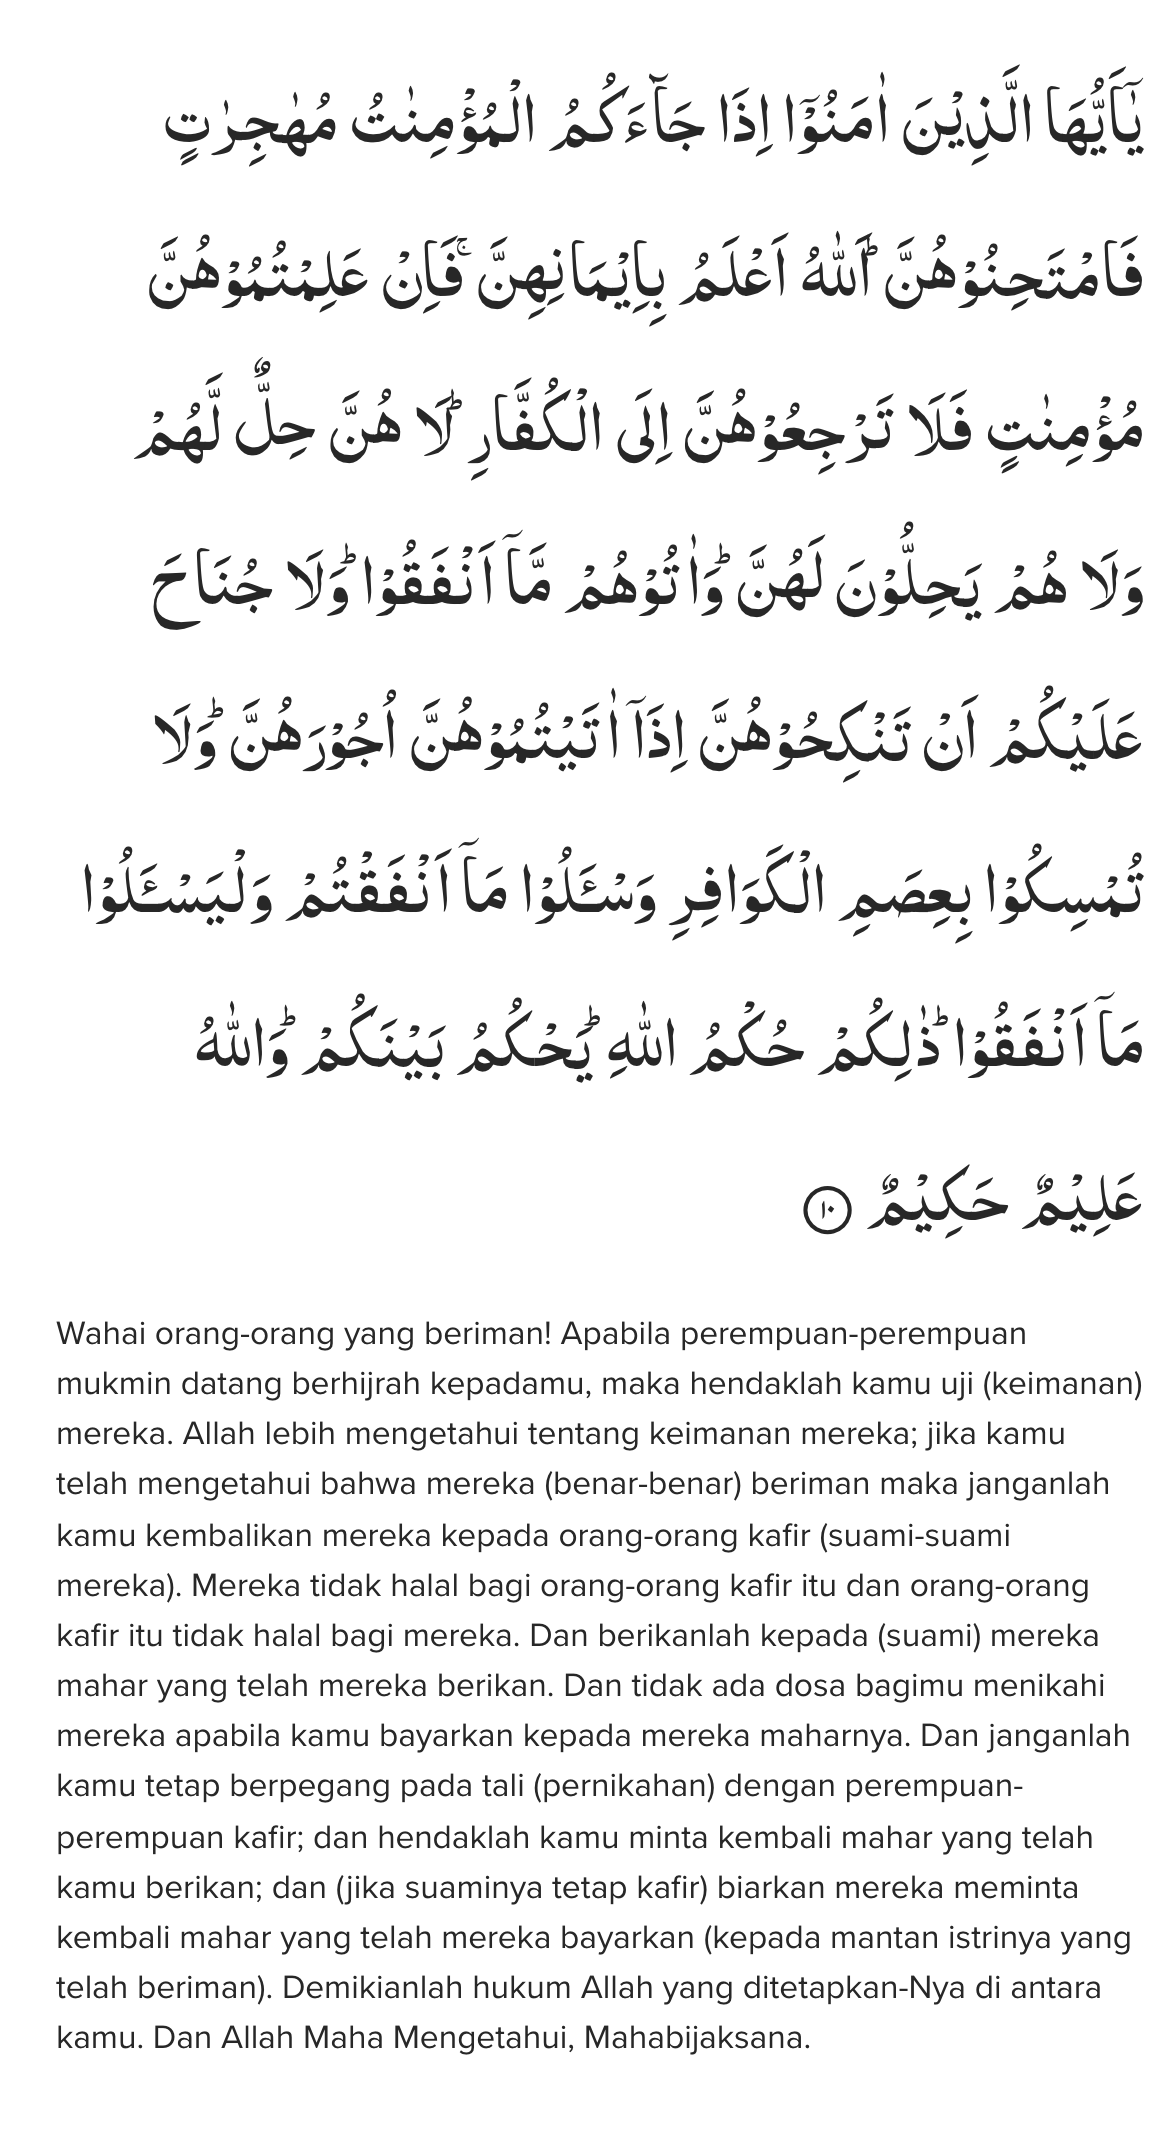 يٰٓاَيُّهَا الَّذِيْنَ اٰمَنُوْٓا اِذَا جَاۤءَكُمُ الْمُؤْمِنٰتُ مُهٰجِرٰتٍ
فَامْتَحِنُوْهُنَّ ۗاَللّٰهُ اَعْلَمُ بِاِيْمَانِهِنَّ ۚفَاِنْ عَلِمْتُمُوْهُنَّ
مُؤْمِنٰتٍ فَلَا تَرْجِعُوْهُنَّ اِلَى الْكُفَّارِ ۗلَا هُنَّ حِلٌّ لَّهُمْ
وَلَا هُمْ يَحِلُّوْنَ لَهُنَّ ۗوَاٰتُوْهُمْ مَّآ اَنْفَقُوْا ۗوَلَا جُنَاحَ
عَلَيْكُمْ اَنْ تَنْكِحُوْهُنَّ اِذَآ اٰتَيْتُمُوْهُنَّ اُجُوْرَهُنَّ ۗوَلَا
تُمْسِكُوْا بِعِصَمِ الْكَوَافِرِ وَسْـَٔلُوْا مَآ اَنْفَقْتُمْ وَلْيَسْـَٔلُوْا
مَآ اَنْفَقُوْا ۗذٰلِكُمْ حُكْمُ اللّٰهِ ۗيَحْكُمُ بَيْنَكُمْ ۗوَاللّٰهُ
عَلِيْمٌ حَكِيْمٌ ١٠
Wahai orang-orang yang beriman! Apabila perempuan-perempuan
mukmin datang berhijrah kepadamu, maka hendaklah kamu uji (keimanan)
mereka. Allah lebih mengetahui tentang keimanan mereka; jika kamu
telah mengetahui bahwa mereka (benar-benar) beriman maka janganlah
kamu kembalikan mereka kepada orang-orang kafir (suami-suami
mereka). Mereka tidak halal bagi orang-orang kafir itu dan orang-orang
kafir itu tidak halal bagi mereka. Dan berikanlah kepada (suami) mereka
mahar yang telah mereka berikan. Dan tidak ada dosa bagimu menikahi
mereka apabila kamu bayarkan kepada mereka maharnya. Dan janganlah
kamu tetap berpegang pada tali (pernikahan) dengan perempuan-
perempuan kafir; dan hendaklah kamu minta kembali mahar yang telah
kamu berikan; dan (jika suaminya tetap kafir) biarkan mereka meminta
kembali mahar yang telah mereka bayarkan (kepada mantan istrinya yang
telah beriman). Demikianlah hukum Allah yang ditetapkan-Nya di antara
kamu. Dan Allah Maha Mengetahui, Mahabijaksana.